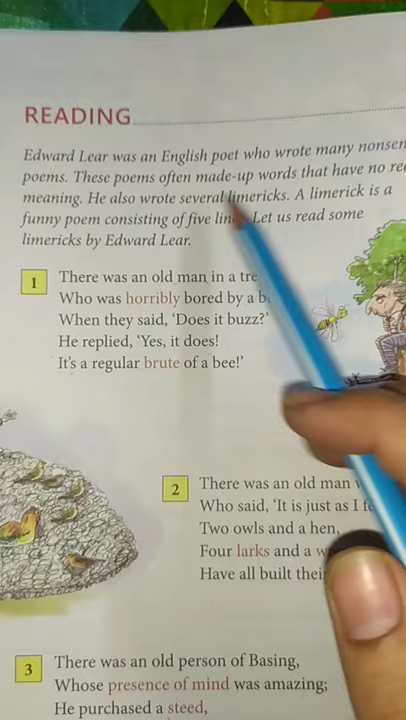 READING
Edward Lear was an English poet who wrote many
poems. These poems often made-up words that have no
meaning. He also wrote several limericks. A limerick is a
funny poem consisting of five Let us read some
limericks by Edward Lear.
1
There was an old man in a
Who was horribly bored by a
When they said, ‘Does it buzz?’
He replied, ‘Yes, it does!
It’s a regular brute of a bee!’
2
There was an old man
Who said, ‘It is just as I
Two owls and a hen,
Four larks and a
Have all built
3
There was an old person of Basing,
Whose presence of mind was amazing;
He purchased a steed,